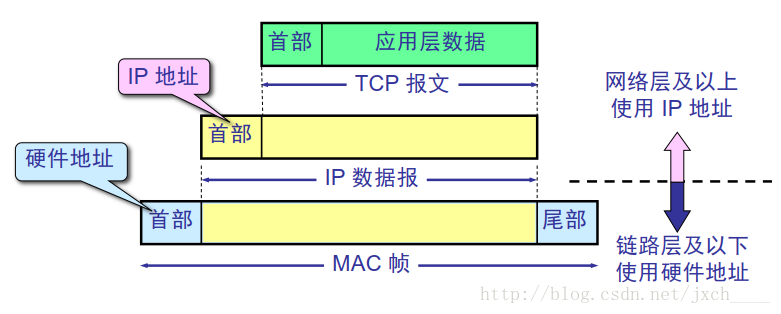 首部
应用层数据
IP 地址
TCP 报文
网络层及以上
使用 IP 地址
首部
硬件地址
IP 数据报
首部
尾部
链路层及以下
使用硬件地址
MAC 帧
http://blog.csdn.net/jxch____